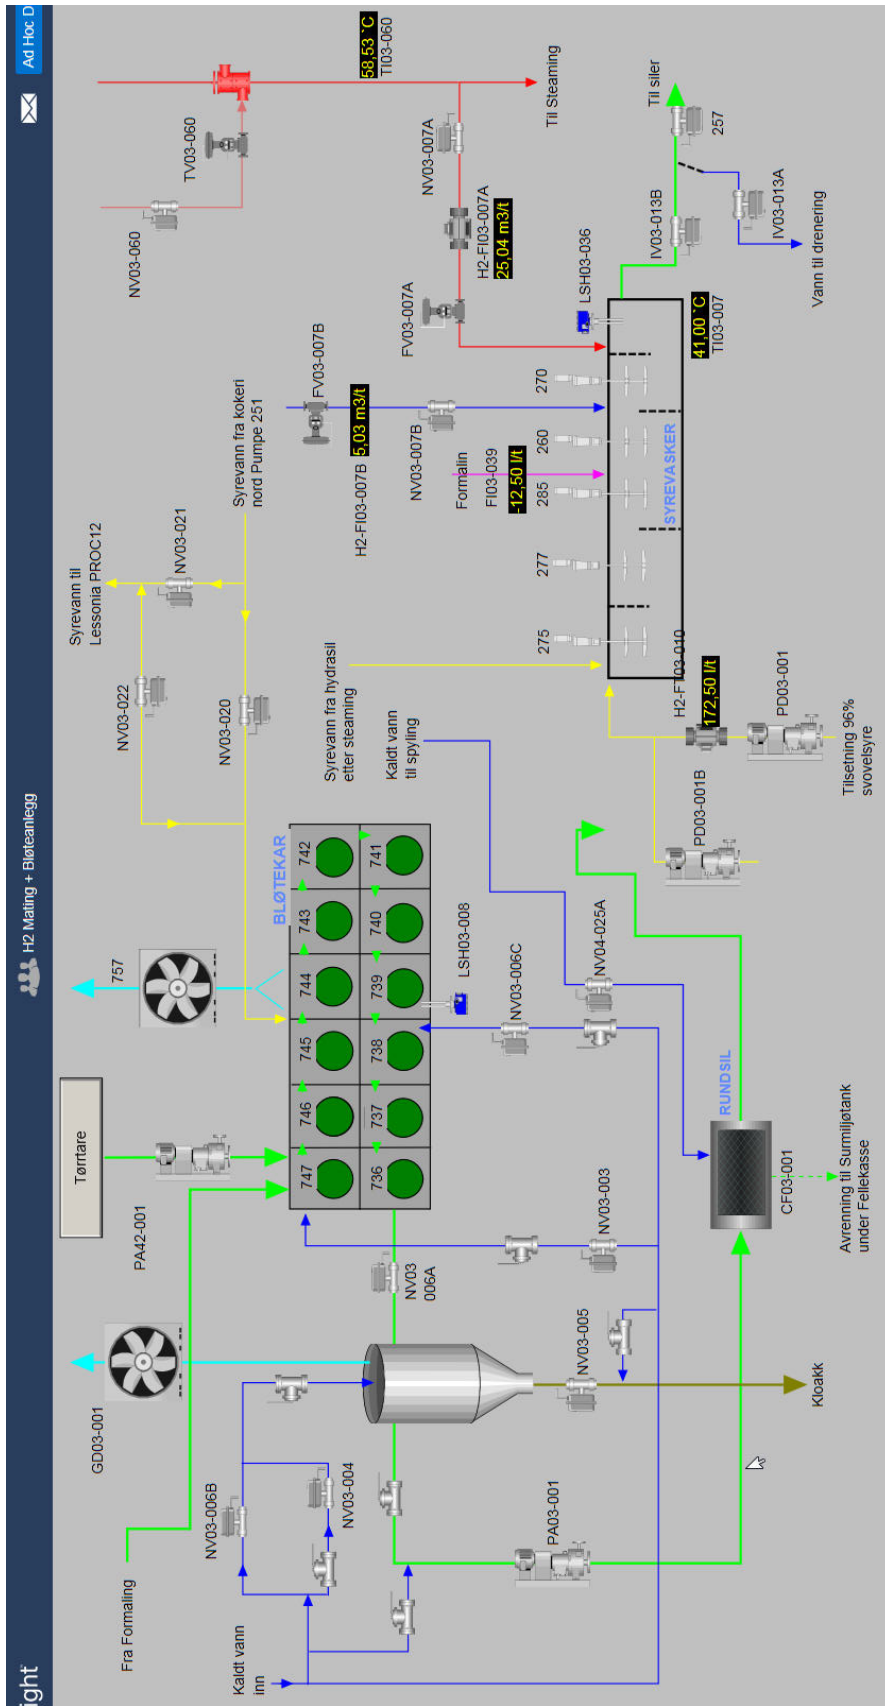 ight
H2 Mating + Bløteanlegg
Ad Hoc D
Fra Formaling
GD03-001
Tørrtare
PA42-001
757
Syrevann til
Lessonia PROC12
NV03-022
NV03-021
NV03-020
Syrevann fra kokeri
nord Pumpe 251
NV03-060
TV03-060
58,53 °C
TI03-060
Til Steaming
NV03-007A
H2-FI03-007A
25,04 m3/t
FV03-007A
FV03-007B
5,03 m3/t
H2-FI03-007B
NV03-007B
Formalin
FI03-039
-12,50 l/t
LSH03-036
Til siler
257
IV03-013B
IV03-013A
Vann til drenering
41,00 °C
TI03-007
275
277
285
260
270
SYREVASKER
Syrevann fra hydrasil
etter steaming
Kaldt vann
til spyling
H2-FT03-010
172,50 l/t
PD03-001
PD03-001B
Tilsetning 96%
svovelsyre
BLØTEKAR
747
746
745
744
743
742
736
737
738
739
740
741
LSH03-008
NV03-006C
NV04-025A
NV03-003
NV03
006A
NV03-006B
NV03-004
Kaldt vann
inn
NV03-005
Kloakk
PA03-001
RUNDSIL
CF03-001
Avrenning til Surmiljøtank
under Fellekasse